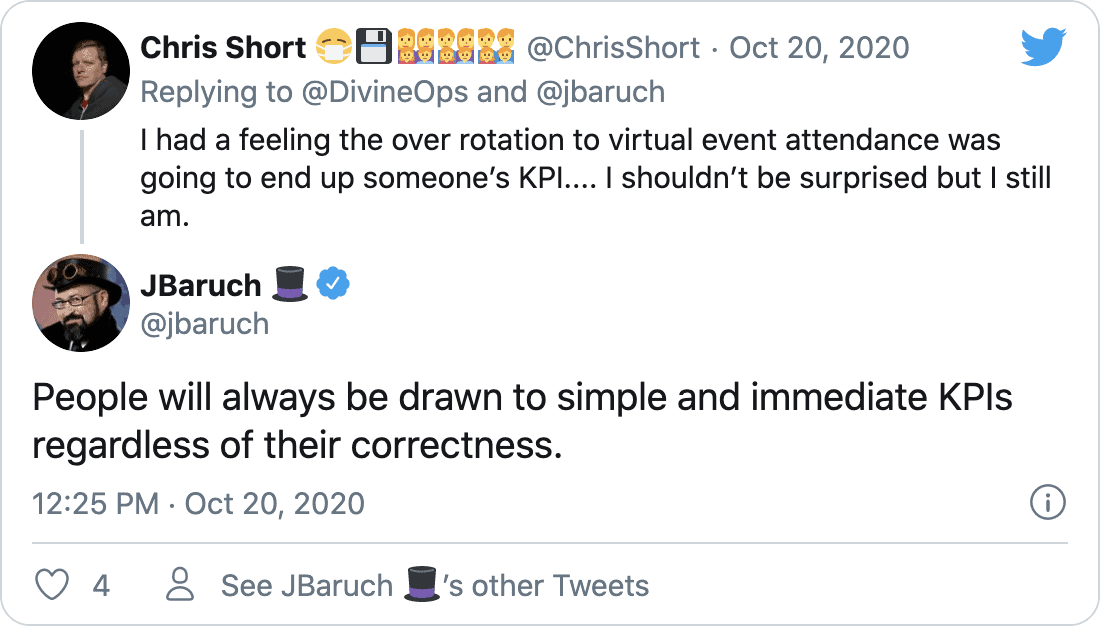 Chris Short 😷💾👩‍👩‍👧‍👦👩‍👩‍👧‍👦👩‍👩‍👧‍👦 @ChrisShort · Oct 20, 2020
Replying to @DivineOps and @jbaruch
I had a feeling the over rotation to virtual event attendance was
going to end up someone’s KPI.... I shouldn’t be surprised but I still
am.
JBaruch 🎩
@jbaruch
People will always be drawn to simple and immediate KPIs
regardless of their correctness.
12:25 PM · Oct 20, 2020
4 See JBaruch 🎩’s other Tweets